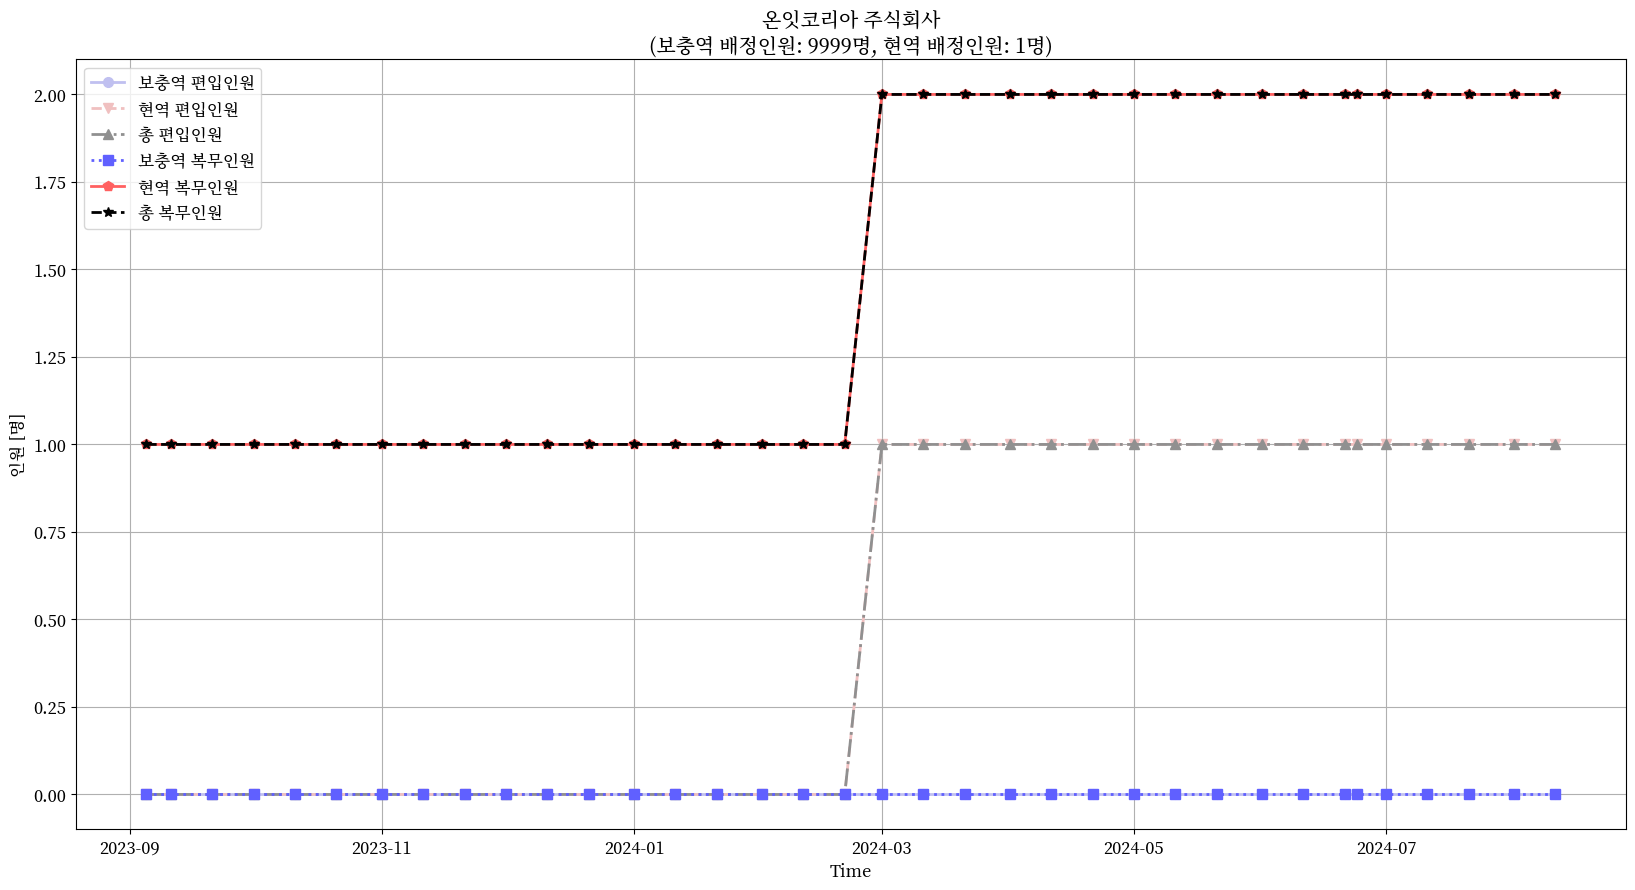 온잇코리아 주식회사
(보충역 배정인원: 9999명, 현역 배정인원: 1명)
보충역 편입인원
현역 편입인원
총 편입인원
보충역 복무인원
현역 복무인원
총 복무인원
2.00
1.75
1.50
1.25
1.00
0.75
0.50
0.25
0.00
인원 [명]
2023-09 2023-11 2024-01 2024-03 2024-05 2024-07
Time